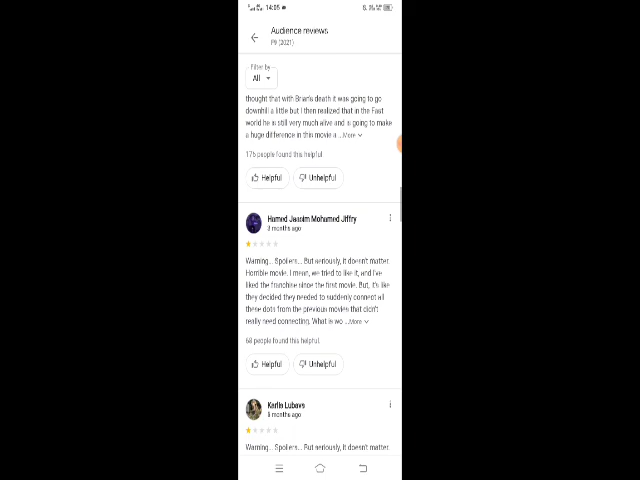 14:05
Audience reviews
F9 (2021)
Filter by
All
thought that with Brian's death it was going to go
downhill a little but I then realized that in the Fast
world he is still very much alive and is going to make
a huge difference in this movie a ...More
176 people found this helpful
Helpful Unhelpful
Hamed Jassim Mohamed Jiffry
3 months ago
Warning... Spoilers... But seriously, it doesn't matter.
Horrible movie. I mean, we tried to like it, and I've
liked the franchise since the first movie. But, it's like
they decided they needed to suddenly connect all
these dots from the previous movies that didn't
really need connecting. What is wo ...More
68 people found this helpful.
Helpful Unhelpful
Karlis Lubavs
months ago
Warning... Spoilers... But seriously, it doesn't matter.